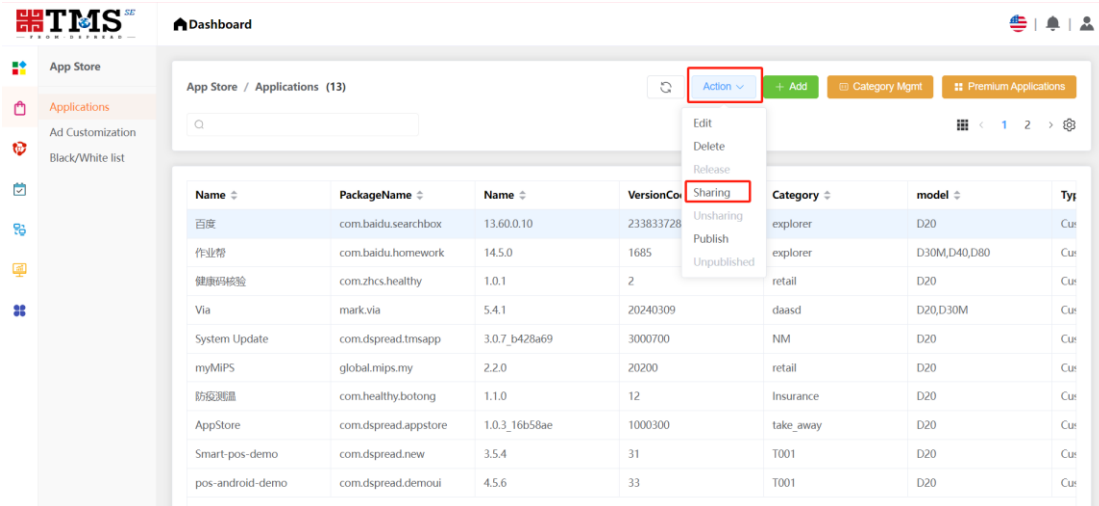 TMS SE
FROM - DSPREAD
Dashboard
App Store
Applications
Ad Customization
Black/White list
App Store / Applications (13)
Action
+ Add
Category Mgmt
Premium Applications
1 2
Edit
Delete
Release
Sharing
Unsharing
Publish
Unpublished
Name PackageName Name VersionCo Category model Typ
百度 com.baidu.searchbox 13.60.0.10 233833728 explorer D20 Cus
作业帮 com.baidu.homework 14.5.0 1685 explorer D30M,D40,D80 Cus
健康码核验 com.zhcs.healthy 1.0.1 2 retail D20 Cus
Via mark.via 5.4.1 20240309 daasd D20,D30M Cus
System Update com.dspread.tmsapp 3.0.7_b428a69 3000700 NM D20 Cus
myMiPS global.mips.my 2.2.0 20200 retail D20 Cus
防疫测温 com.healthy.botong 1.1.0 12 Insurance D20 Cus
AppStore com.dspread.appstore 1.0.3_16b58ae 1000300 take_away D20 Cus
Smart-pos-demo com.dspread.new 3.5.4 31 T001 D20 Cus
pos-android-demo com.dspread.demoui 4.5.6 33 T001 D20 Cus